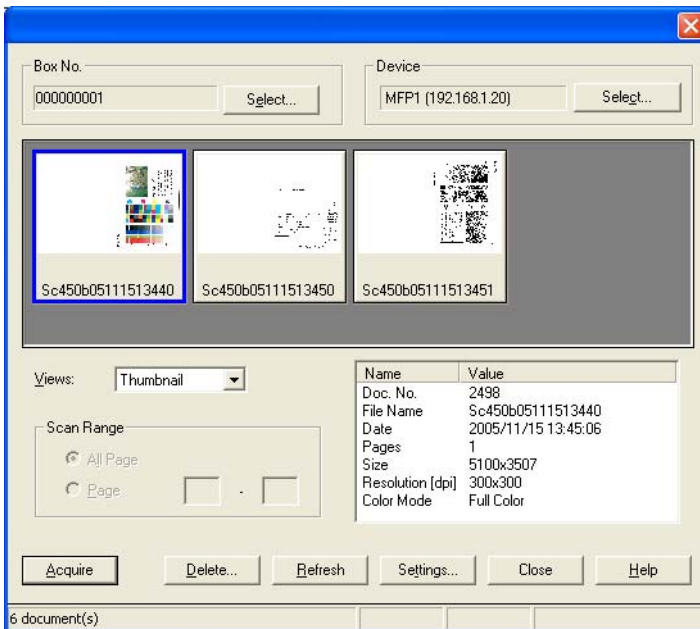 Box No.
000000001
Select...
Device
MFP1 (192.168.1.20)
Select...
Sc450b05111513440
Sc450b05111513450
Sc450b05111513451
Views:
Thumbnail
Scan Range
All Page
Page
-
Name Value
Doc. No. 2498
File Name Sc450b05111513440
Date 2005/11/15 13:45:06
Pages 1
Size 5100x3507
Resolution [dpi] 300x300
Color Mode Full Color
Acquire
Delete...
Refresh
Settings...
Close
Help
6 document(s)